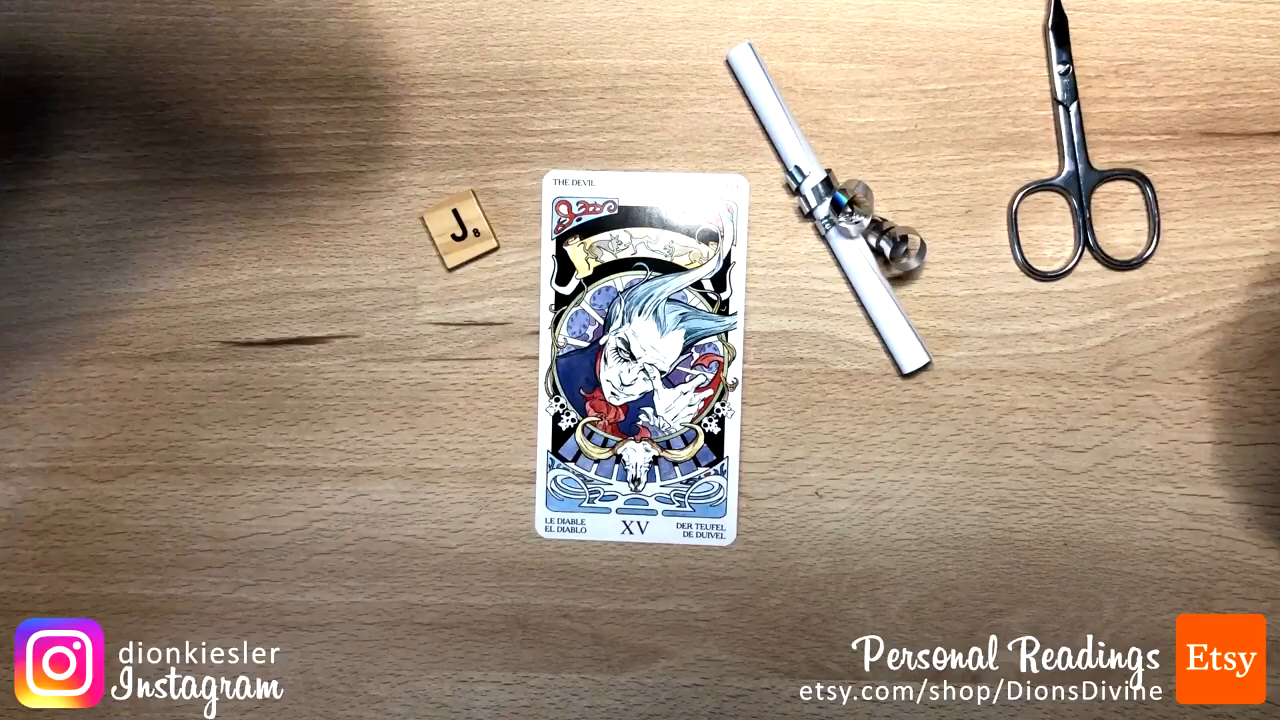 THE DEVIL
J8
LE DIABLE
EL DIABLO
XV
DER TEUFEL
DE DUIVEL
dionkiesler
Instagram
Personal Readings
etsy.com/shop/DionsDivine
Etsy